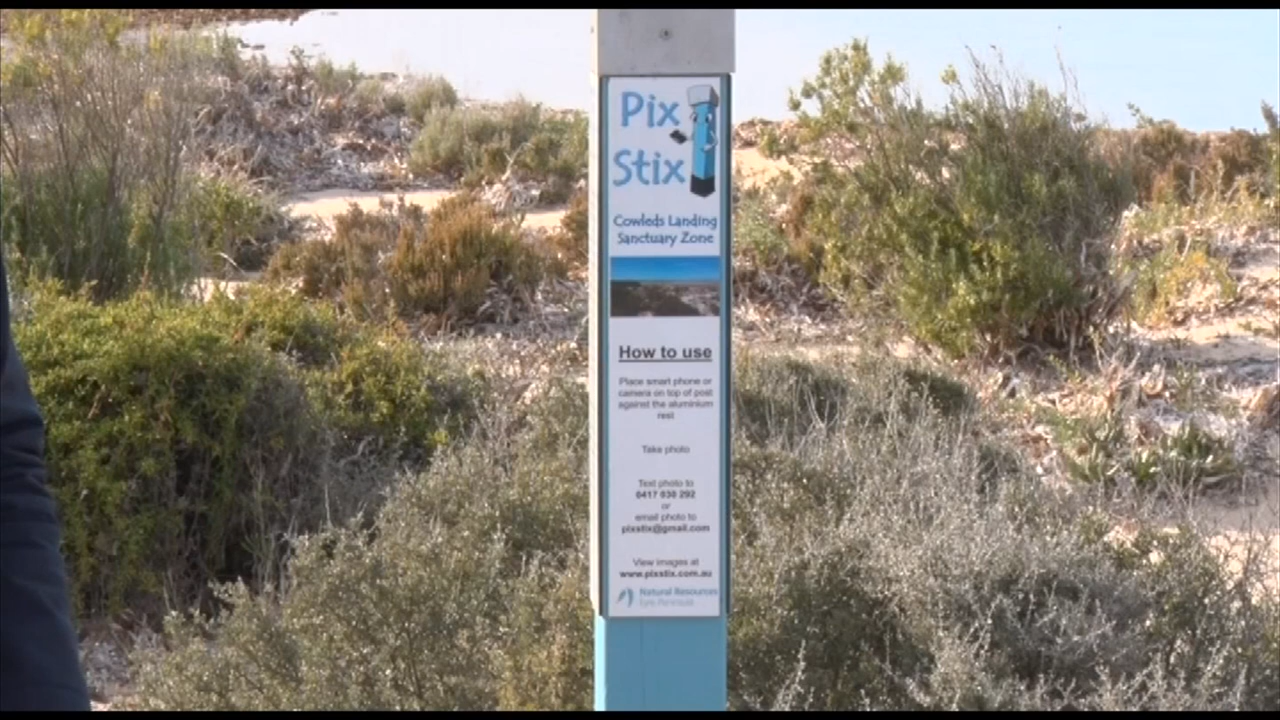 Pix
Stix
Cowleds Landing
Sanctuary Zone
How to use
Place smart phone or
camera on top of post
against the aluminium
rest
Take photo
Text photo to
0417 030 292
or
email photo to
pixstix@gmail.com
View images at
www.pixstix.com.au
Natural Resources
Eyre Peninsula